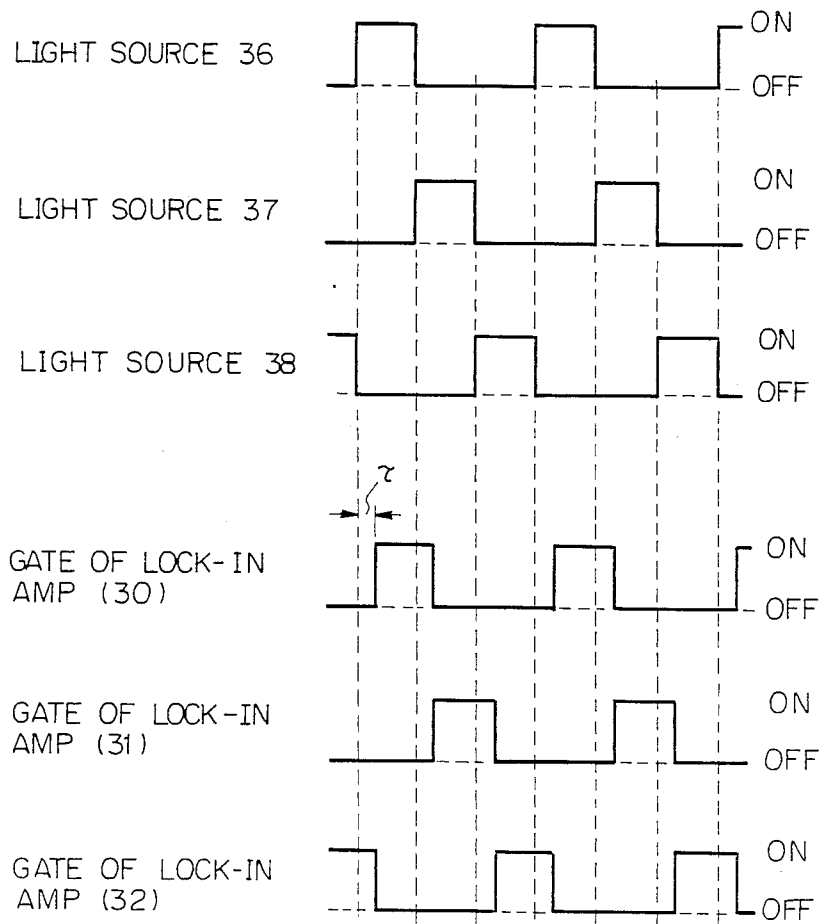 LIGHT SOURCE 36
ON
OFF
LIGHT SOURCE 37
ON
OFF
LIGHT SOURCE 38
ON
OFF
τ
GATE OF LOCK-IN
AMP (30)
ON
OFF
GATE OF LOCK-IN
AMP (31)
ON
OFF
GATE OF LOCK-IN
AMP (32)
ON
OFF